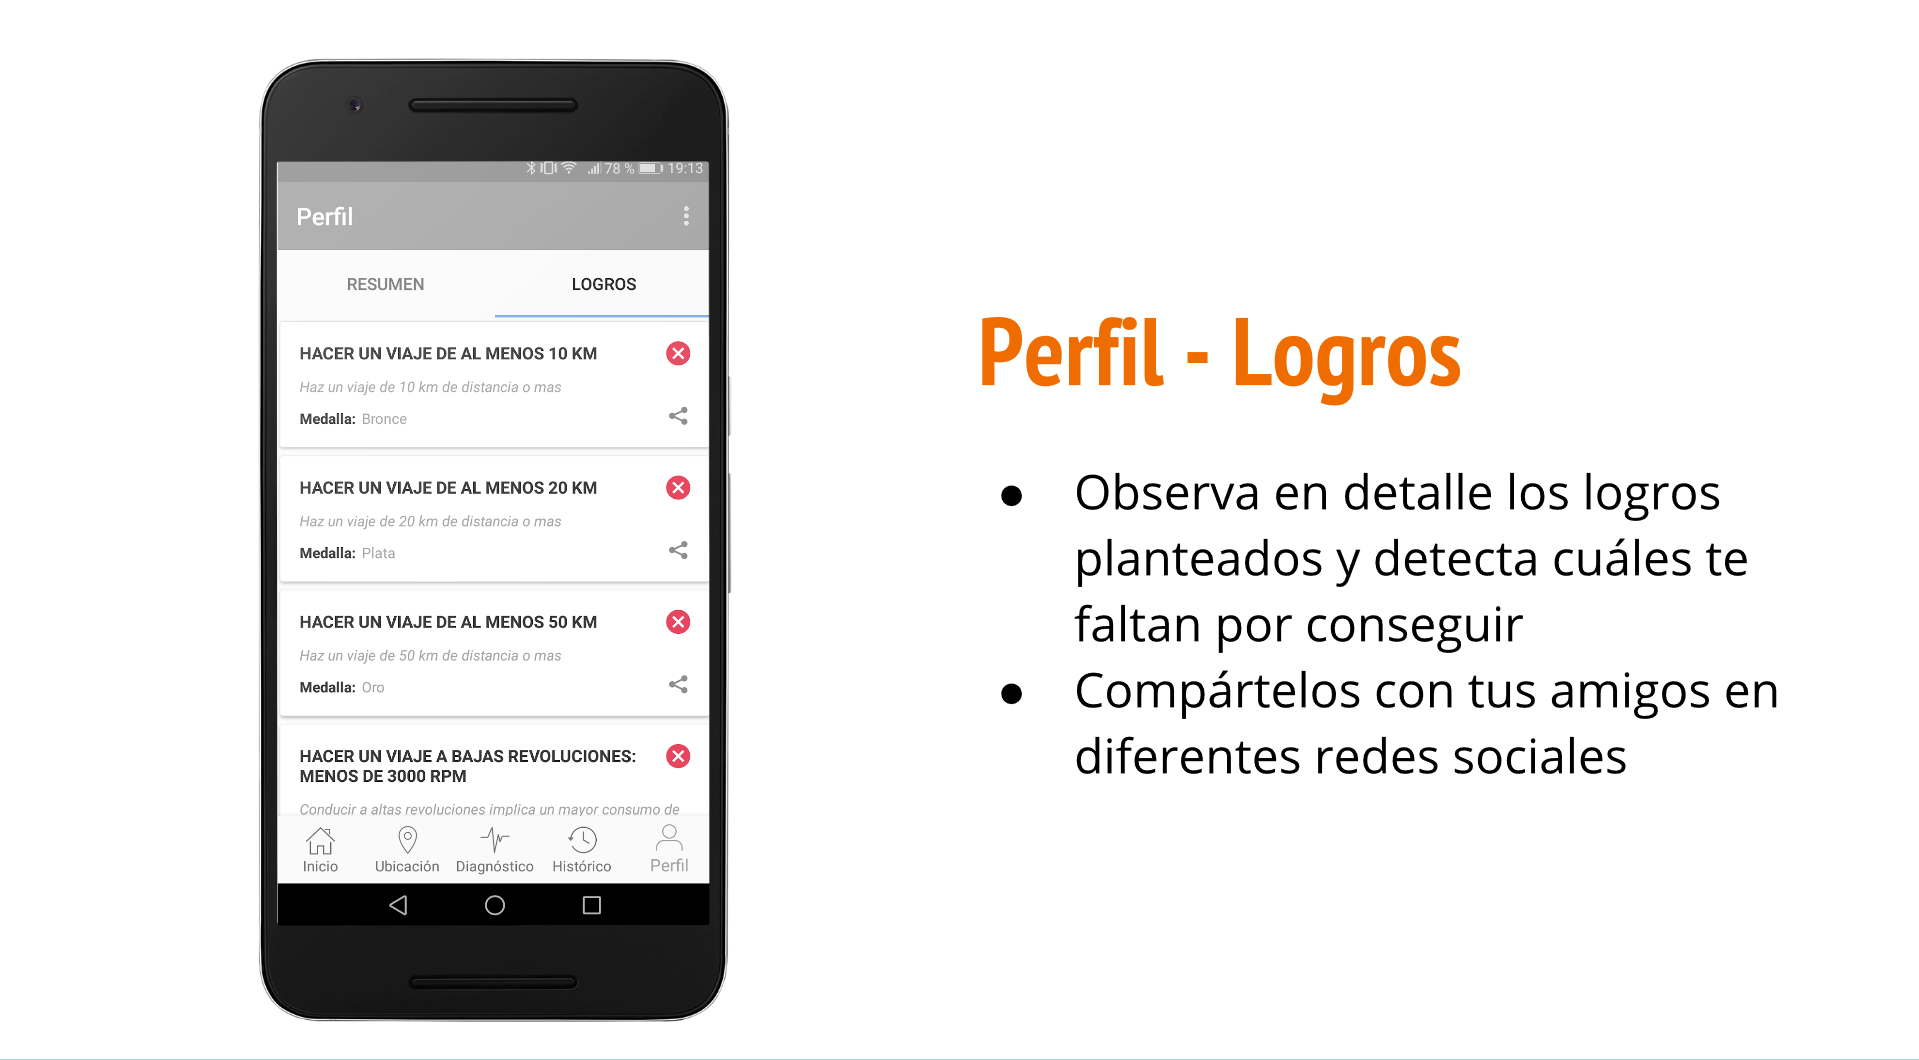 78 % 19:13
Perfil
RESUMEN LOGROS
HACER UN VIAJE DE AL MENOS 10 KM
Haz un viaje de 10 km de distancia o mas
Medalla: Bronce
HACER UN VIAJE DE AL MENOS 20 KM
Haz un viaje de 20 km de distancia o mas
Medalla: Plata
HACER UN VIAJE DE AL MENOS 50 KM
Haz un viaje de 50 km de distancia o mas
Medalla: Oro
HACER UN VIAJE A BAJAS REVOLUCIONES:
MENOS DE 3000 RPM
Conducir a altas revoluciones implica un mayor consumo de
Inicio Ubicación Diagnóstico Histórico Perfil
Perfil - Logros
● Observa en detalle los logros
planteados y detecta cuáles te
faltan por conseguir
● Compártelos con tus amigos en
diferentes redes sociales